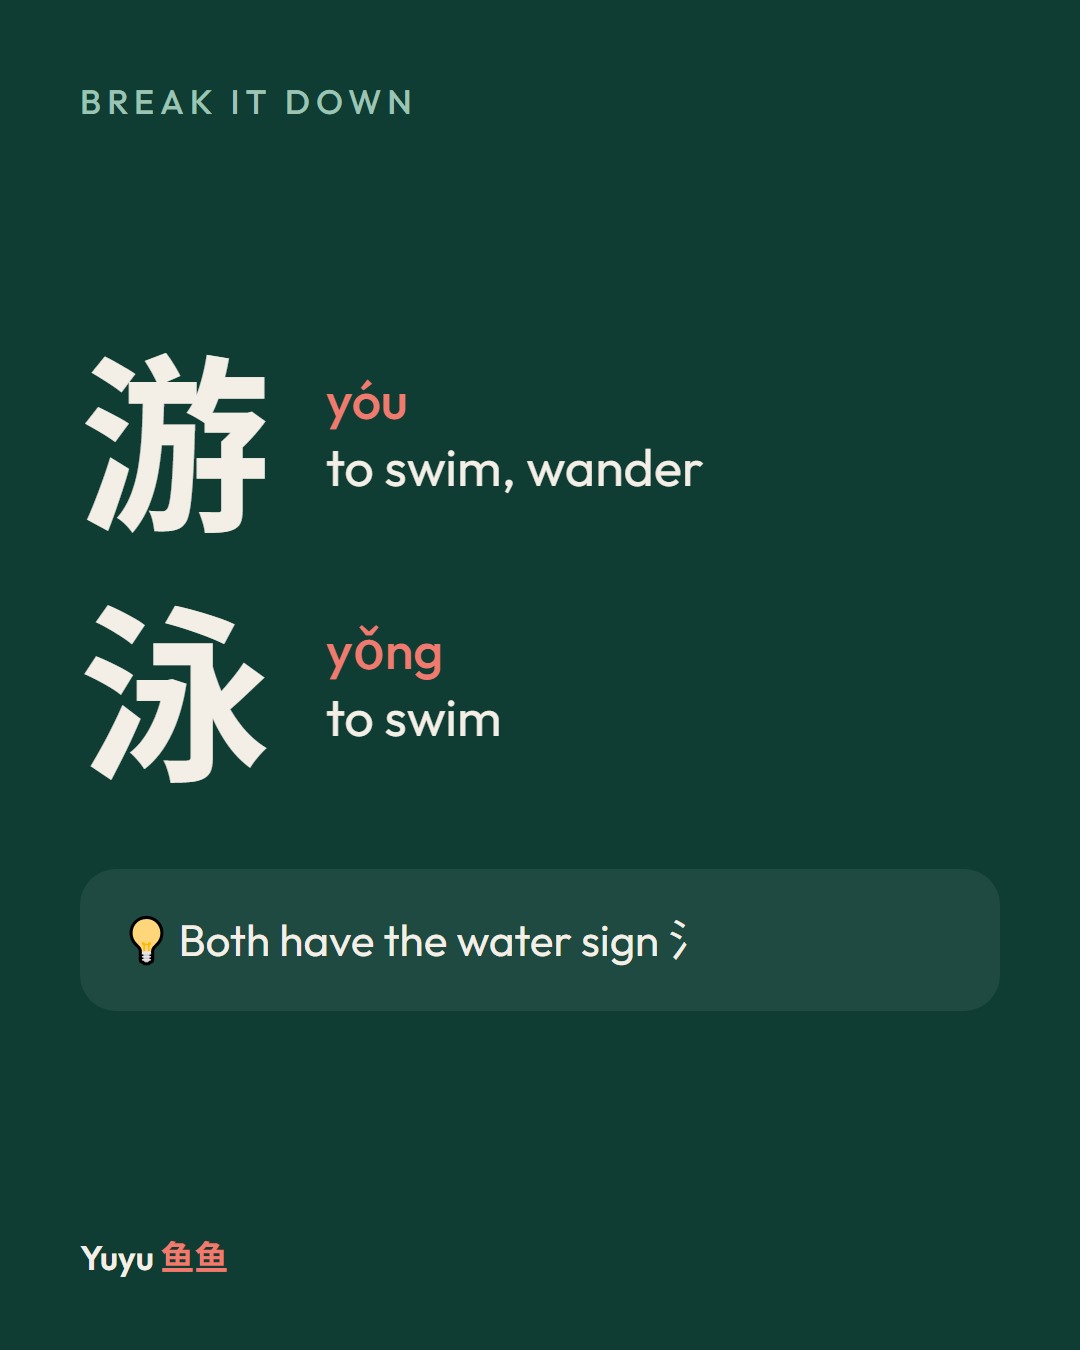 BREAK IT DOWN
游
yóu
to swim, wander
泳
yǒng
to swim
💡 Both have the water sign 氵
Yuyu 鱼鱼